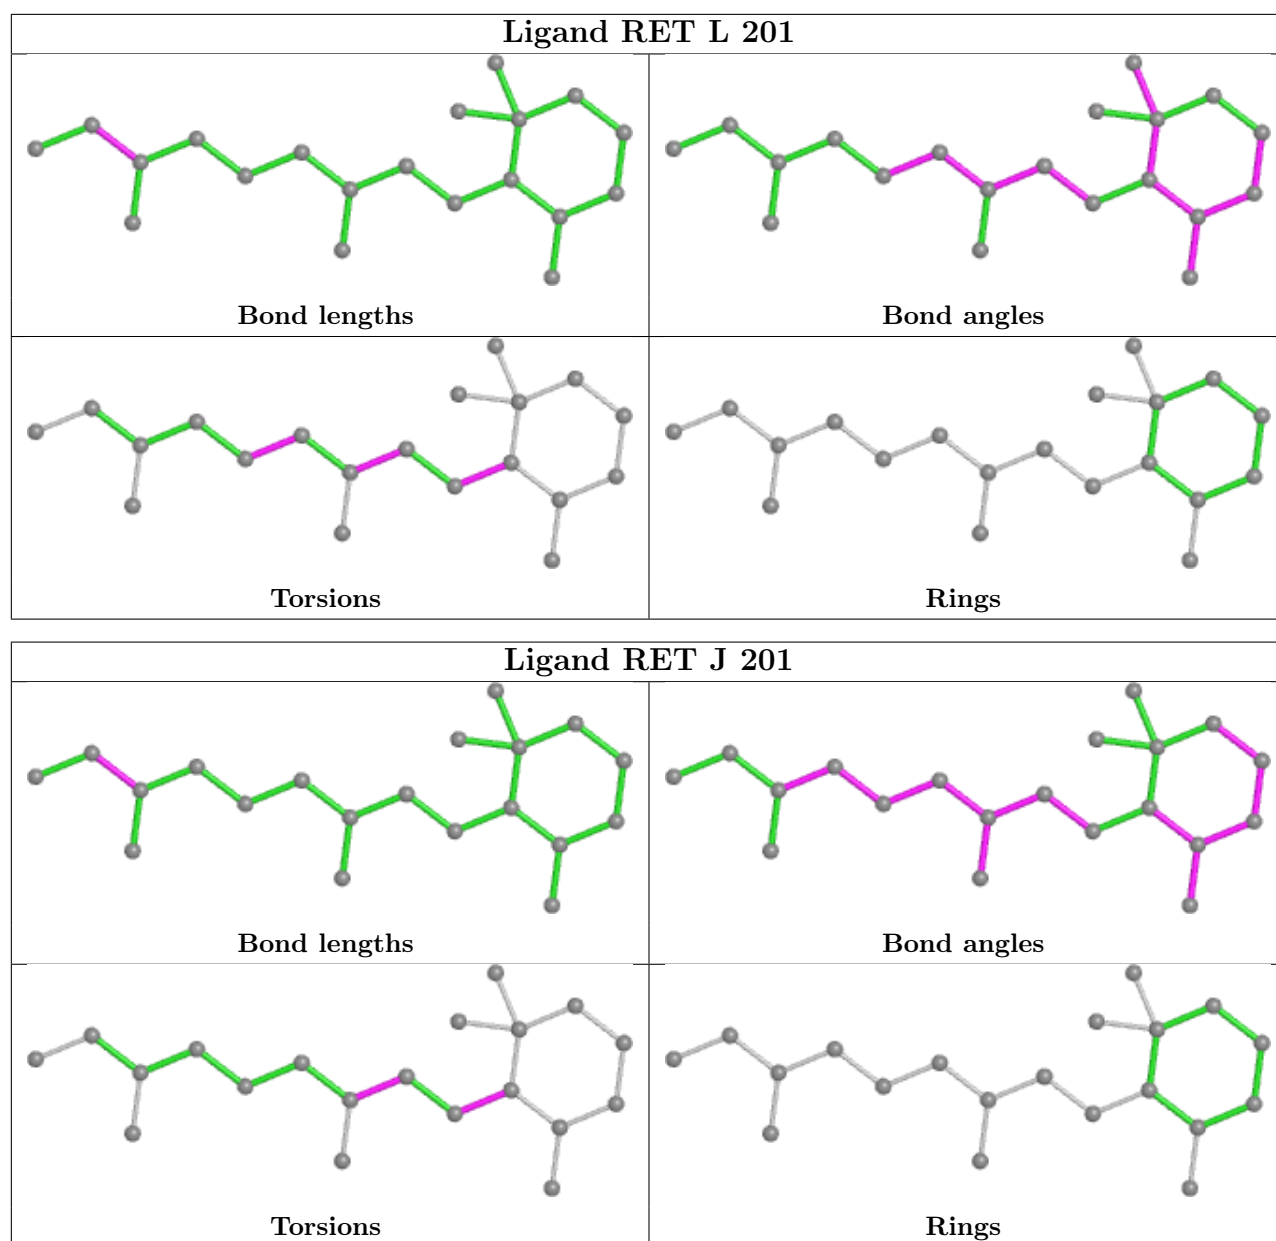 Ligand RET L 201
Bond lengths
Bond angles
Torsions
Rings
Ligand RET J 201
Bond lengths
Bond angles
Torsions
Rings